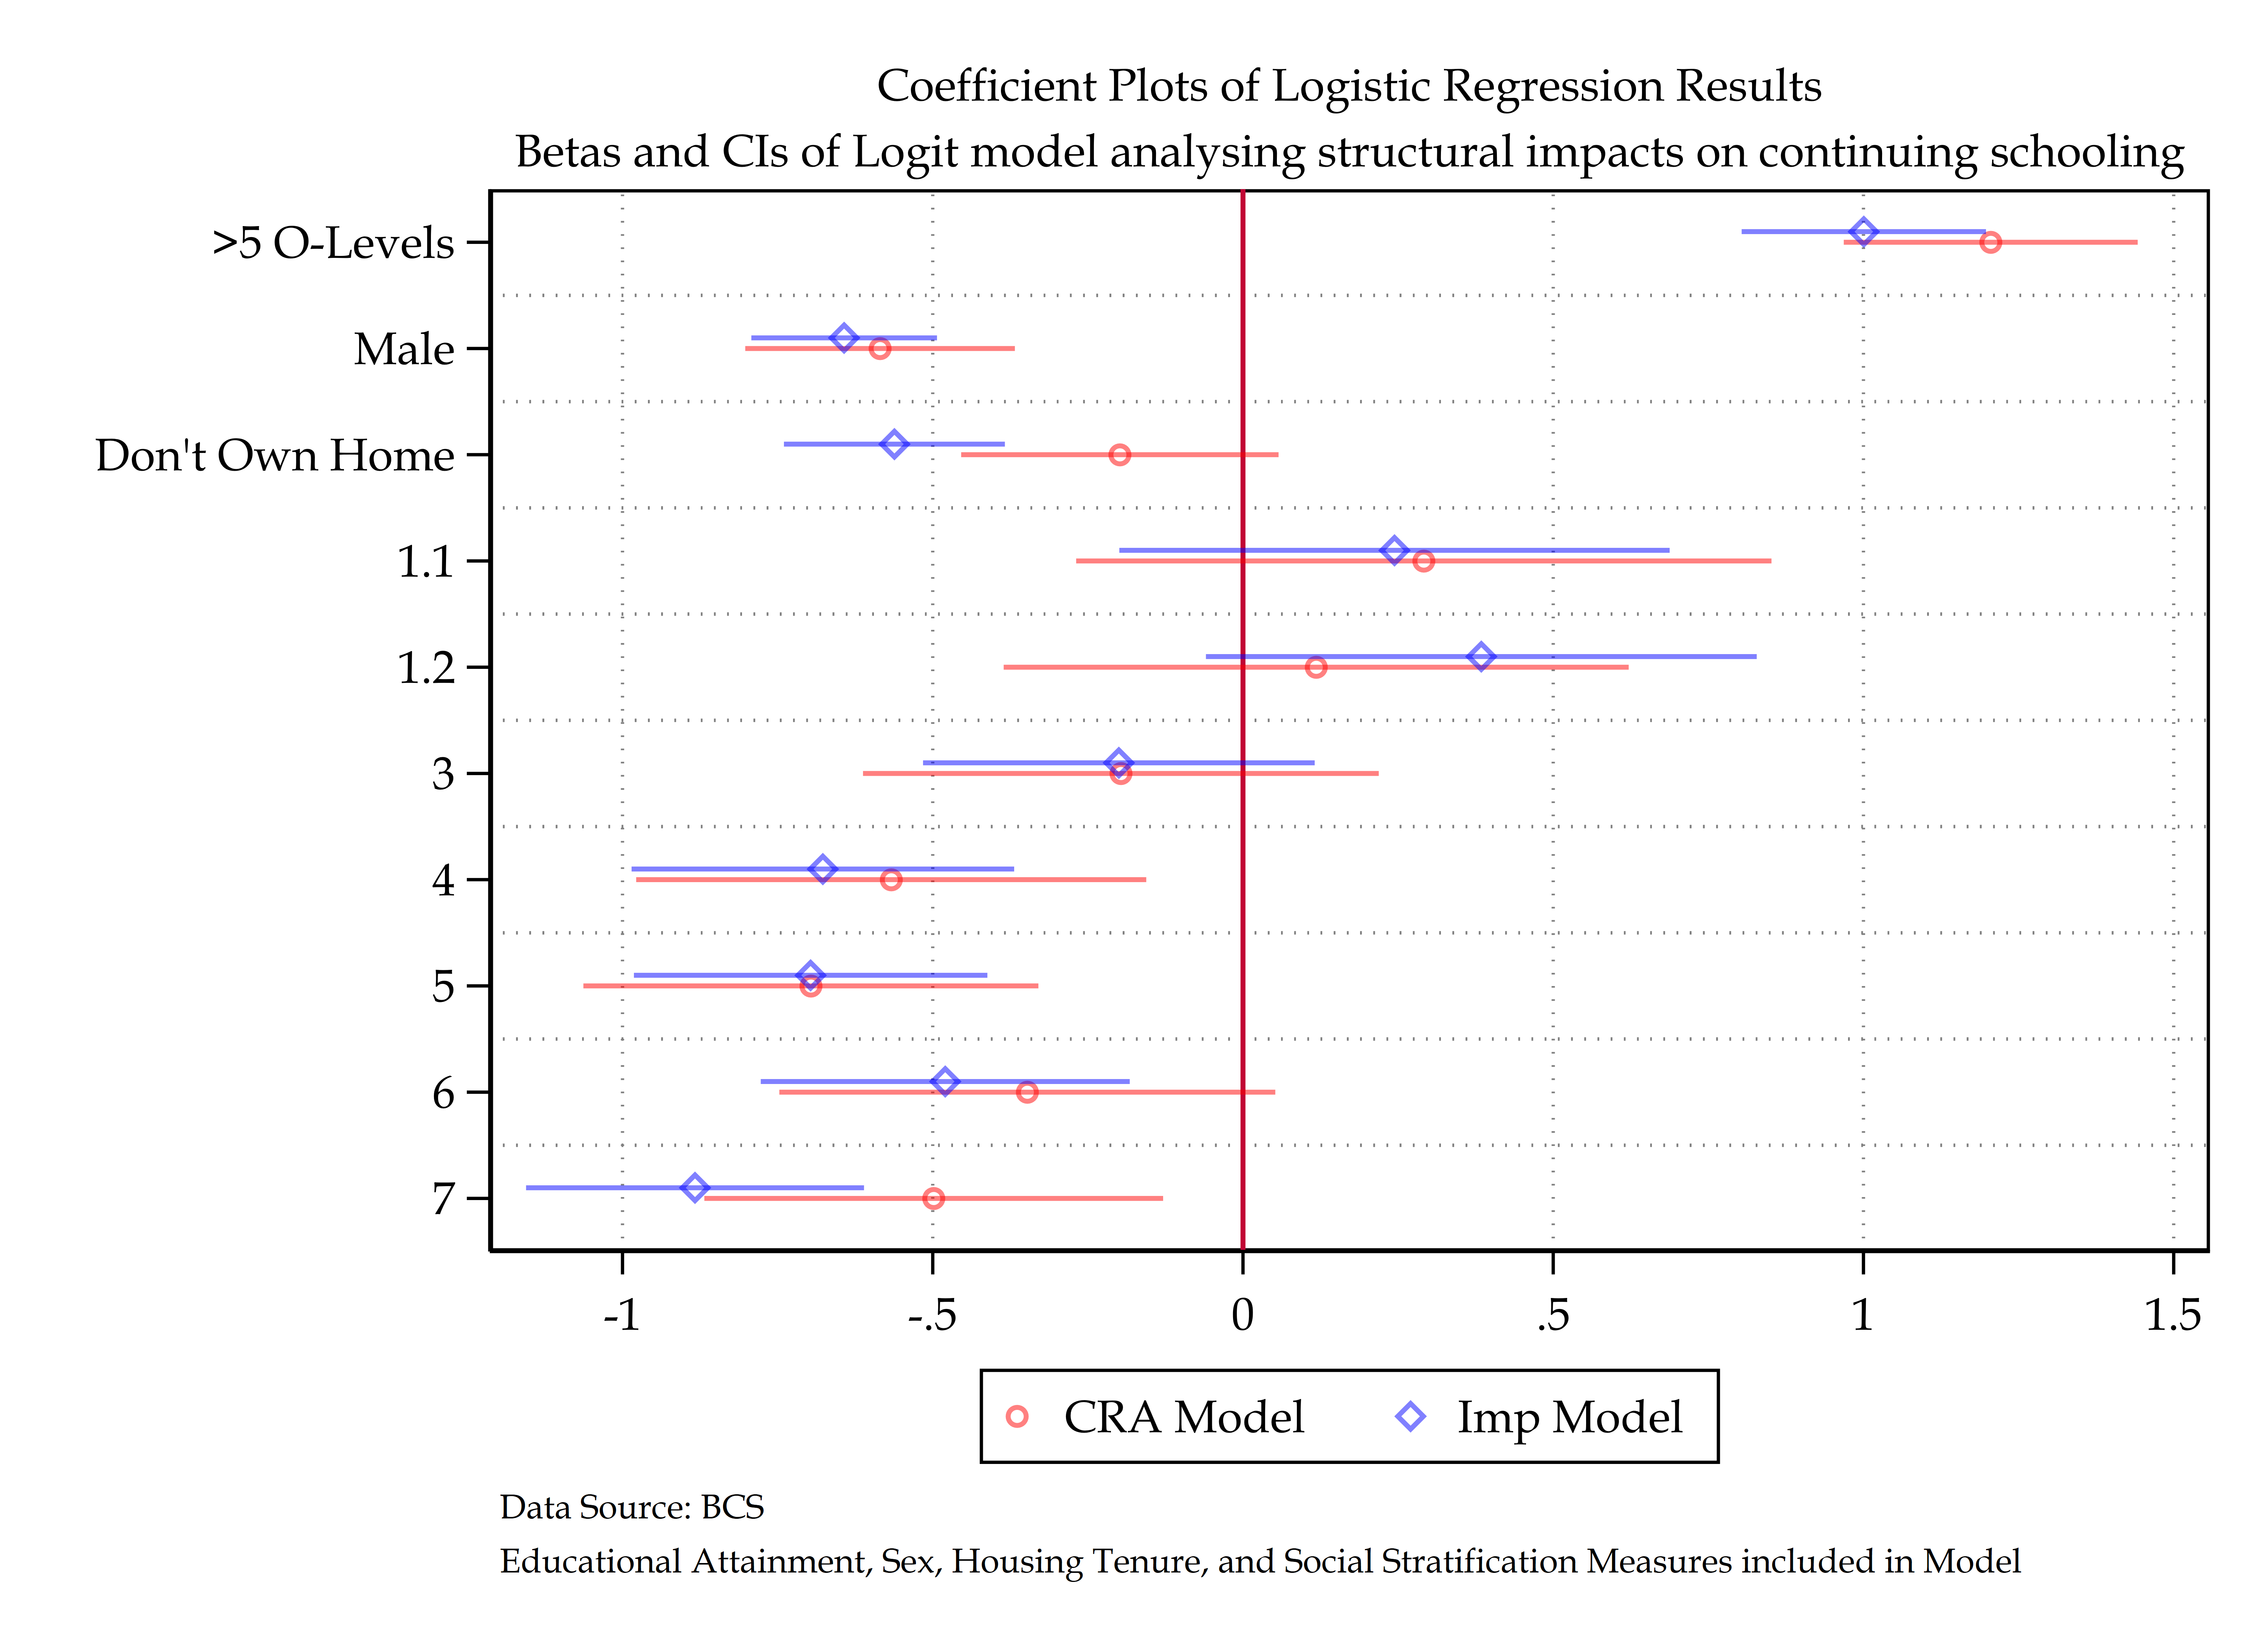 Coefficient Plots of Logistic Regression Results
Betas and CIs of Logit model analysing structural impacts on continuing schooling
>5 O-Levels
Male
Don't Own Home
1.1
1.2
3
4
5
6
7
-1 -.5 0 .5 1 1.5
CRA Model Imp Model
Data Source: BCS
Educational Attainment, Sex, Housing Tenure, and Social Stratification Measures included in Model